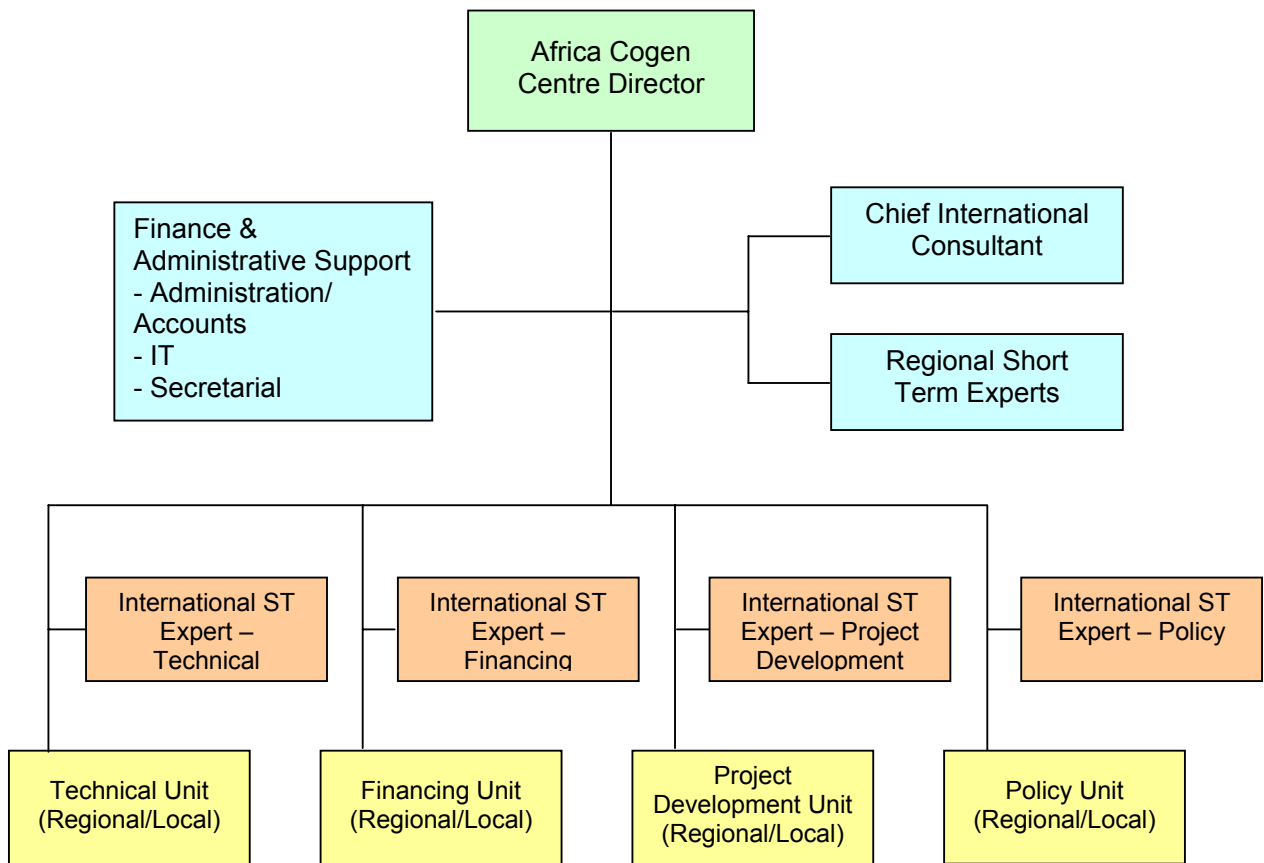 Africa Cogen
Centre Director
Finance &
Administrative Support
- Administration/
Accounts
- IT
- Secretarial
Chief International
Consultant
Regional Short
Term Experts
International ST
Expert –
Technical
International ST
Expert –
Financing
International ST
Expert – Project
Development
International ST
Expert – Policy
Technical Unit
(Regional/Local)
Financing Unit
(Regional/Local)
Project
Development Unit
(Regional/Local)
Policy Unit
(Regional/Local)